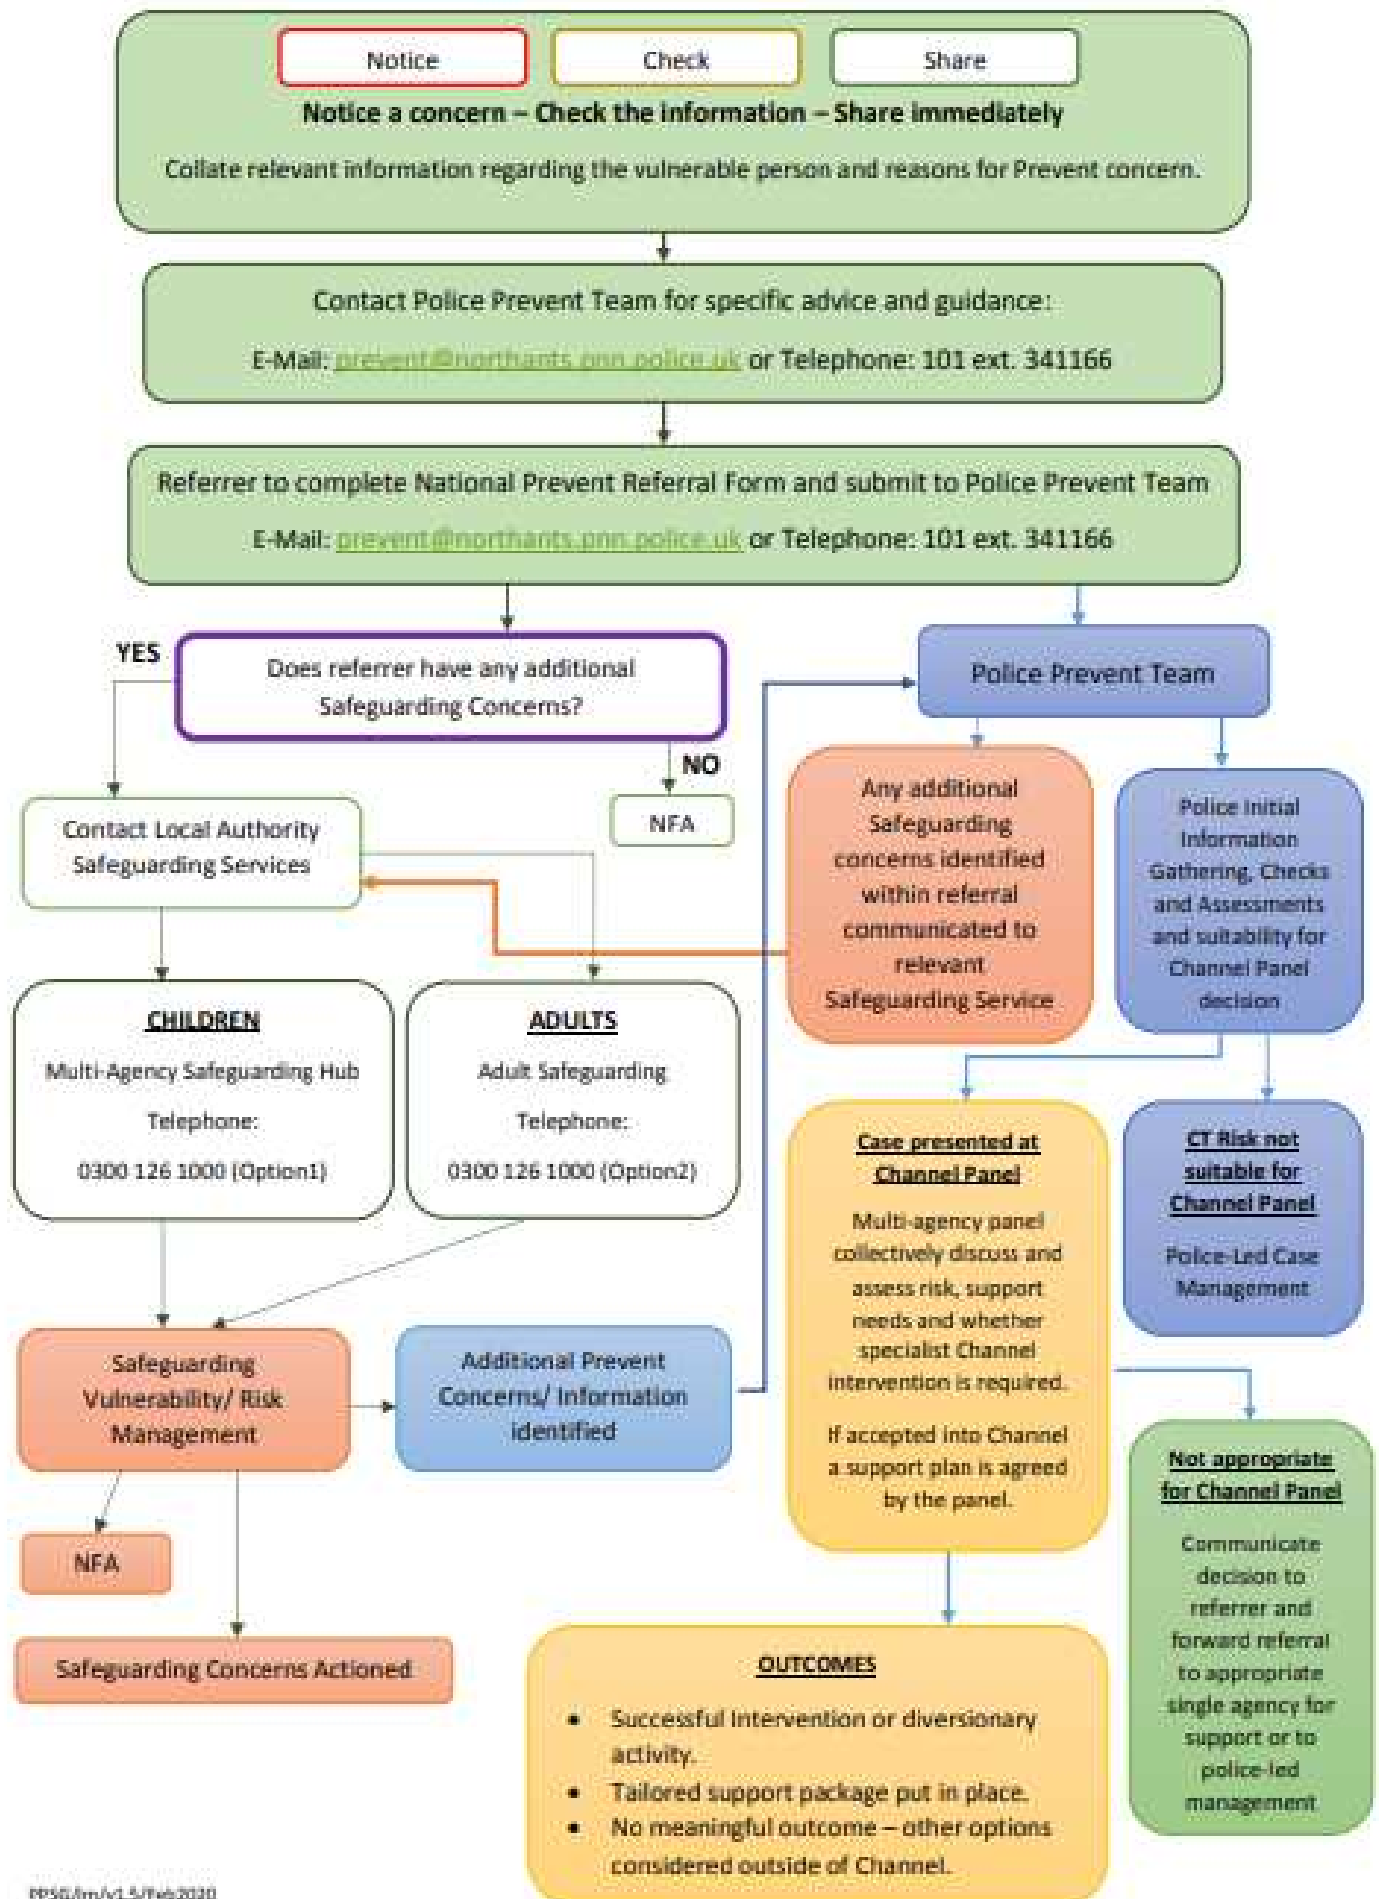 Notice
Check
Share
Notice a concern – Check the information – Share immediately
Collate relevant information regarding the vulnerable person and reasons for Prevent concern.
Contact Police Prevent Team for specific advice and guidance:
E-Mail: prevent@northants.pnn.police.uk or Telephone: 101 ext. 341166
Referrer to complete National Prevent Referral Form and submit to Police Prevent Team
E-Mail: prevent@northants.pnn.police.uk or Telephone: 101 ext. 341166
YES
Does referrer have any additional
Safeguarding Concerns?
NO
NFA
Police Prevent Team
Contact Local Authority
Safeguarding Services
Any additional
Safeguarding
concerns identified
within referral
communicated to
relevant
Safeguarding Service
Police Initial
Information
Gathering, Checks
and Assessments
and suitability for
Channel Panel
decision
CHILDREN
Multi-Agency Safeguarding Hub
Telephone:
0300 126 1000 (Option1)
ADULTS
Adult Safeguarding
Telephone:
0300 126 1000 (Option2)
Case presented at
Channel Panel
Multi-agency panel
collectively discuss and
assess risk, support
needs and whether
specialist Channel
intervention is required.
If accepted into Channel
a support plan is agreed
by the panel.
CT Risk not
suitable for
Channel Panel
Police-Led Case
Management
Safeguarding
Vulnerability/ Risk
Management
Additional Prevent
Concerns/ Information
identified
NFA
Safeguarding Concerns Actioned
Not appropriate
for Channel Panel
Communicate
decision to
referrer and
forward referral
to appropriate
single agency for
support or to
police-led
management
OUTCOMES
• Successful Intervention or diversionary
activity.
• Tailored support package put in place.
• No meaningful outcome – other options
considered outside of Channel.
PPSG/lm/v1.5/Feb2020